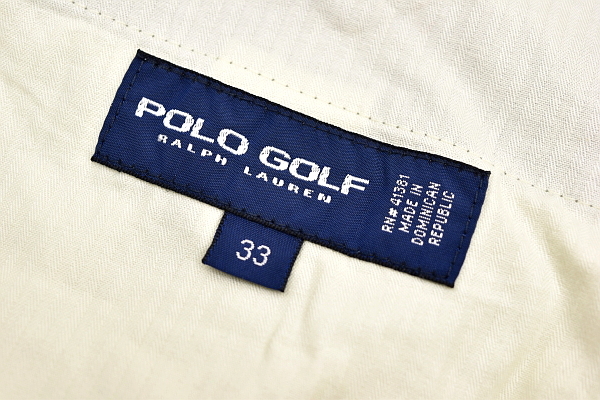 POLO GOLF
RALPH LAUREN
RN# 41381
MADE IN
DOMINICAN
REPUBLIC
33